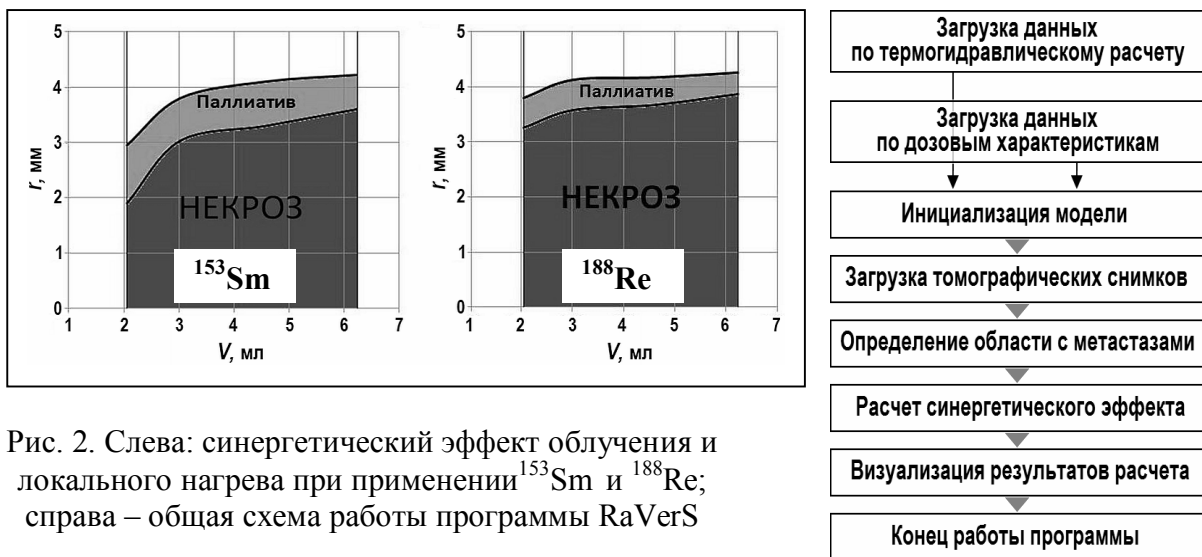 5
4
3
2
1
0
r, мм
Паллиатив
НЕКРОЗ
153Sm
1 2 3 4 5 6 7
V, мл
5
4
3
2
1
0
r, мм
Паллиатив
НЕКРОЗ
188Re
1 2 3 4 5 6 7
V, мл
Рис. 2. Слева: синергетический эффект облучения и
локального нагрева при применении153Sm и 188Re;
справа – общая схема работы программы RaVerS
Загрузка данных
по термогидравлическому расчету
Загрузка данных
по дозовым характеристикам
Инициализация модели
Загрузка томографических снимков
Определение области с метастазами
Расчет синергетического эффекта
Визуализация результатов расчета
Конец работы программы